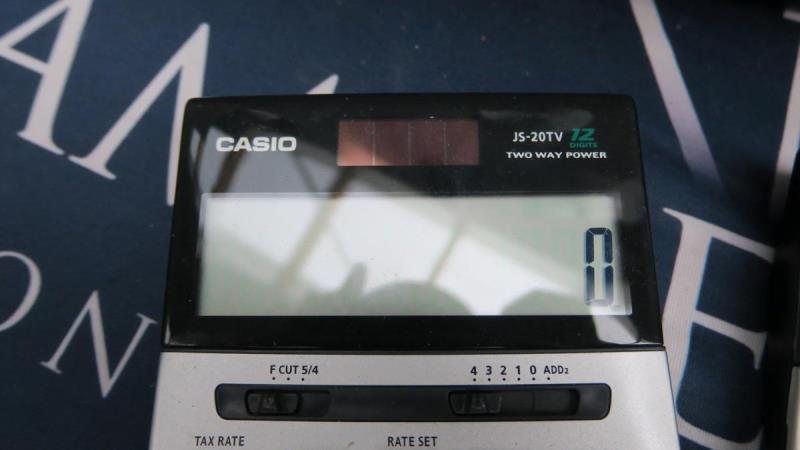 CASIO
JS-20TV 12 DIGITS
TWO WAY POWER
0
F CUT 5/4
4 3 2 1 0 ADD₂
TAX RATE
RATE SET